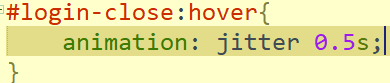 #login-close:hover{
    animation: jitter 0.5s;
}